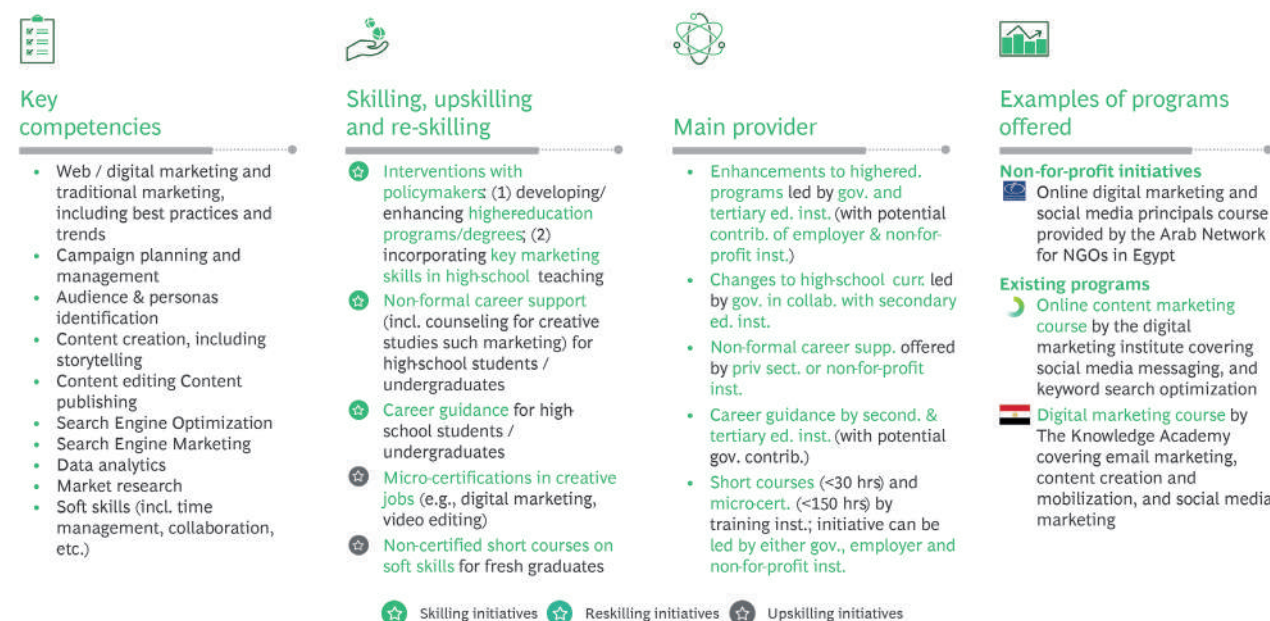 Key
competencies
• Web / digital marketing and
traditional marketing,
including best practices and
trends
• Campaign planning and
management
• Audience & personas
identification
• Content creation, including
storytelling
• Content editing Content
publishing
• Search Engine Optimization
• Search Engine Marketing
• Data analytics
• Market research
• Soft skills (incl. time
management, collaboration,
etc.)
Skilling, upskilling
and re-skilling
Interventions with
policymakers: (1) developing/
enhancing highereducation
programs/degrees; (2)
incorporating key marketing
skills in high-school teaching
Non-formal career support
(incl. counseling for creative
studies such marketing) for
high-school students /
undergraduates
Career guidance for high-
school students /
undergraduates
Micro-certifications in creative
jobs (e.g., digital marketing,
video editing)
Non-certified short courses on
soft skills for fresh graduates
Main provider
• Enhancements to highered.
programs led by gov. and
tertiary ed. inst. (with potential
contrib. of employer & non-for-
profit inst.)
• Changes to high-school curr. led
by gov. in collab. with secondary
ed. inst.
• Non-formal career supp. offered
by priv sect. or non-for-profit
inst.
• Career guidance by second. &
tertiary ed. inst. (with potential
gov. contrib.)
• Short courses (<30 hrs) and
micro-cert. (<150 hrs) by
training inst.; initiative can be
led by either gov., employer and
non-for-profit inst.
Examples of programs
offered
Non-for-profit initiatives
Online digital marketing and
social media principals course
provided by the Arab Network
for NGOs in Egypt
Existing programs
Online content marketing
course by the digital
marketing institute covering
social media messaging, and
keyword search optimization
Digital marketing course by
The Knowledge Academy
covering email marketing,
content creation and
mobilization, and social media
marketing
Skilling initiatives Reskilling initiatives Upskilling initiatives